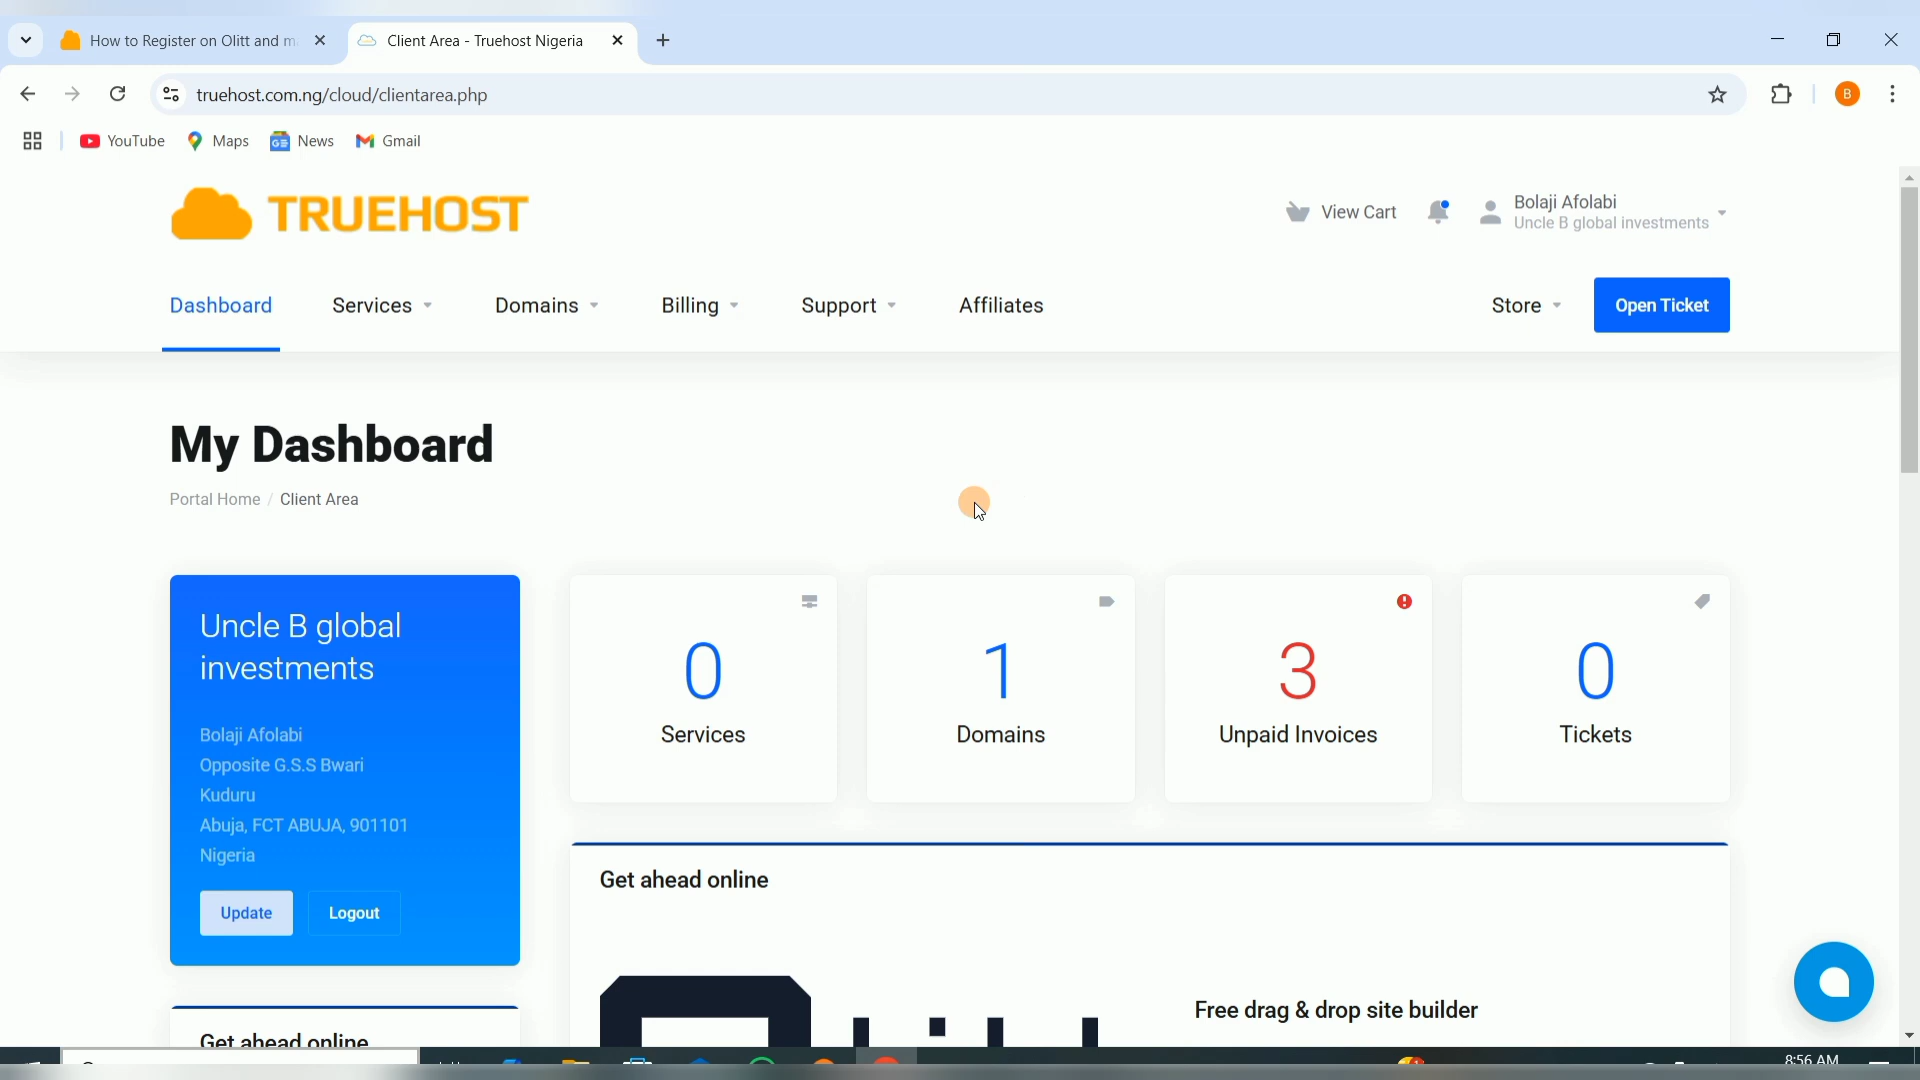 How to Register on Olitt and m
Client Area - Truehost Nigeria
truehost.com.ng/cloud/clientarea.php
B
YouTube
Maps
News
Gmail
TRUEHOST
View Cart
Bolaji Afolabi
Uncle B global investments
Dashboard
Services
Domains
Billing
Support
Affiliates
Store
Open Ticket
My Dashboard
Portal Home / Client Area
Uncle B global
investments
Bolaji Afolabi
Opposite G.S.S Bwari
Kuduru
Abuja, FCT ABUJA, 901101
Nigeria
Update
Logout
0
Services
1
Domains
3
Unpaid Invoices
0
Tickets
Get ahead online
Free drag & drop site builder
Get ahead online
8:56 AM